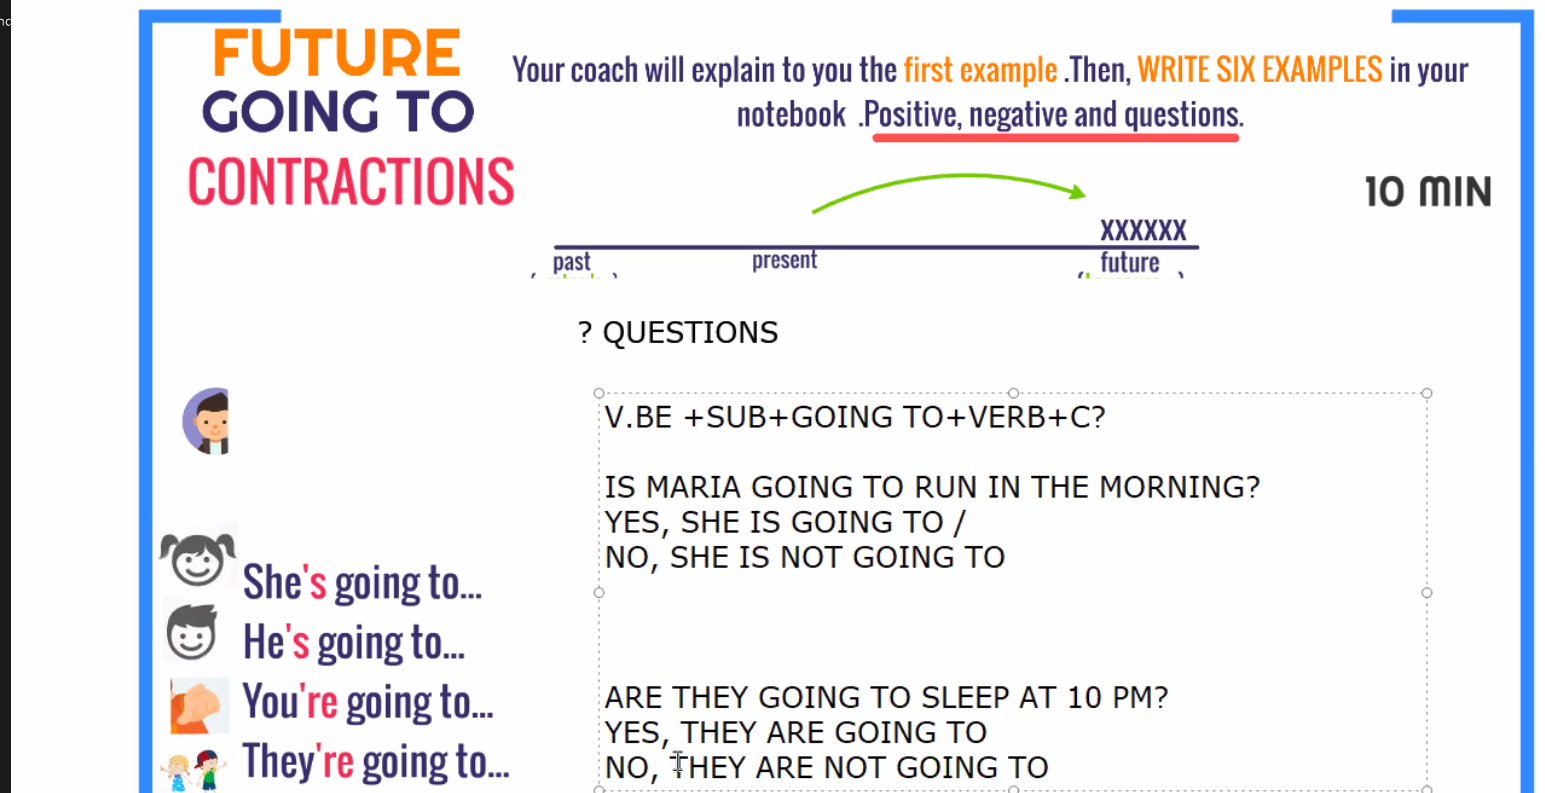 FUTURE
GOING TO
CONTRACTIONS
Your coach will explain to you the first example .Then, WRITE SIX EXAMPLES in your
notebook .Positive, negative and questions.
10 MIN
XXXXXX
past present future
? QUESTIONS
V.BE +SUB+GOING TO+VERB+C?
IS MARIA GOING TO RUN IN THE MORNING?
YES, SHE IS GOING TO /
NO, SHE IS NOT GOING TO
She's going to...
He's going to...
You're going to...
They're going to...
ARE THEY GOING TO SLEEP AT 10 PM?
YES, THEY ARE GOING TO
NO, THEY ARE NOT GOING TO